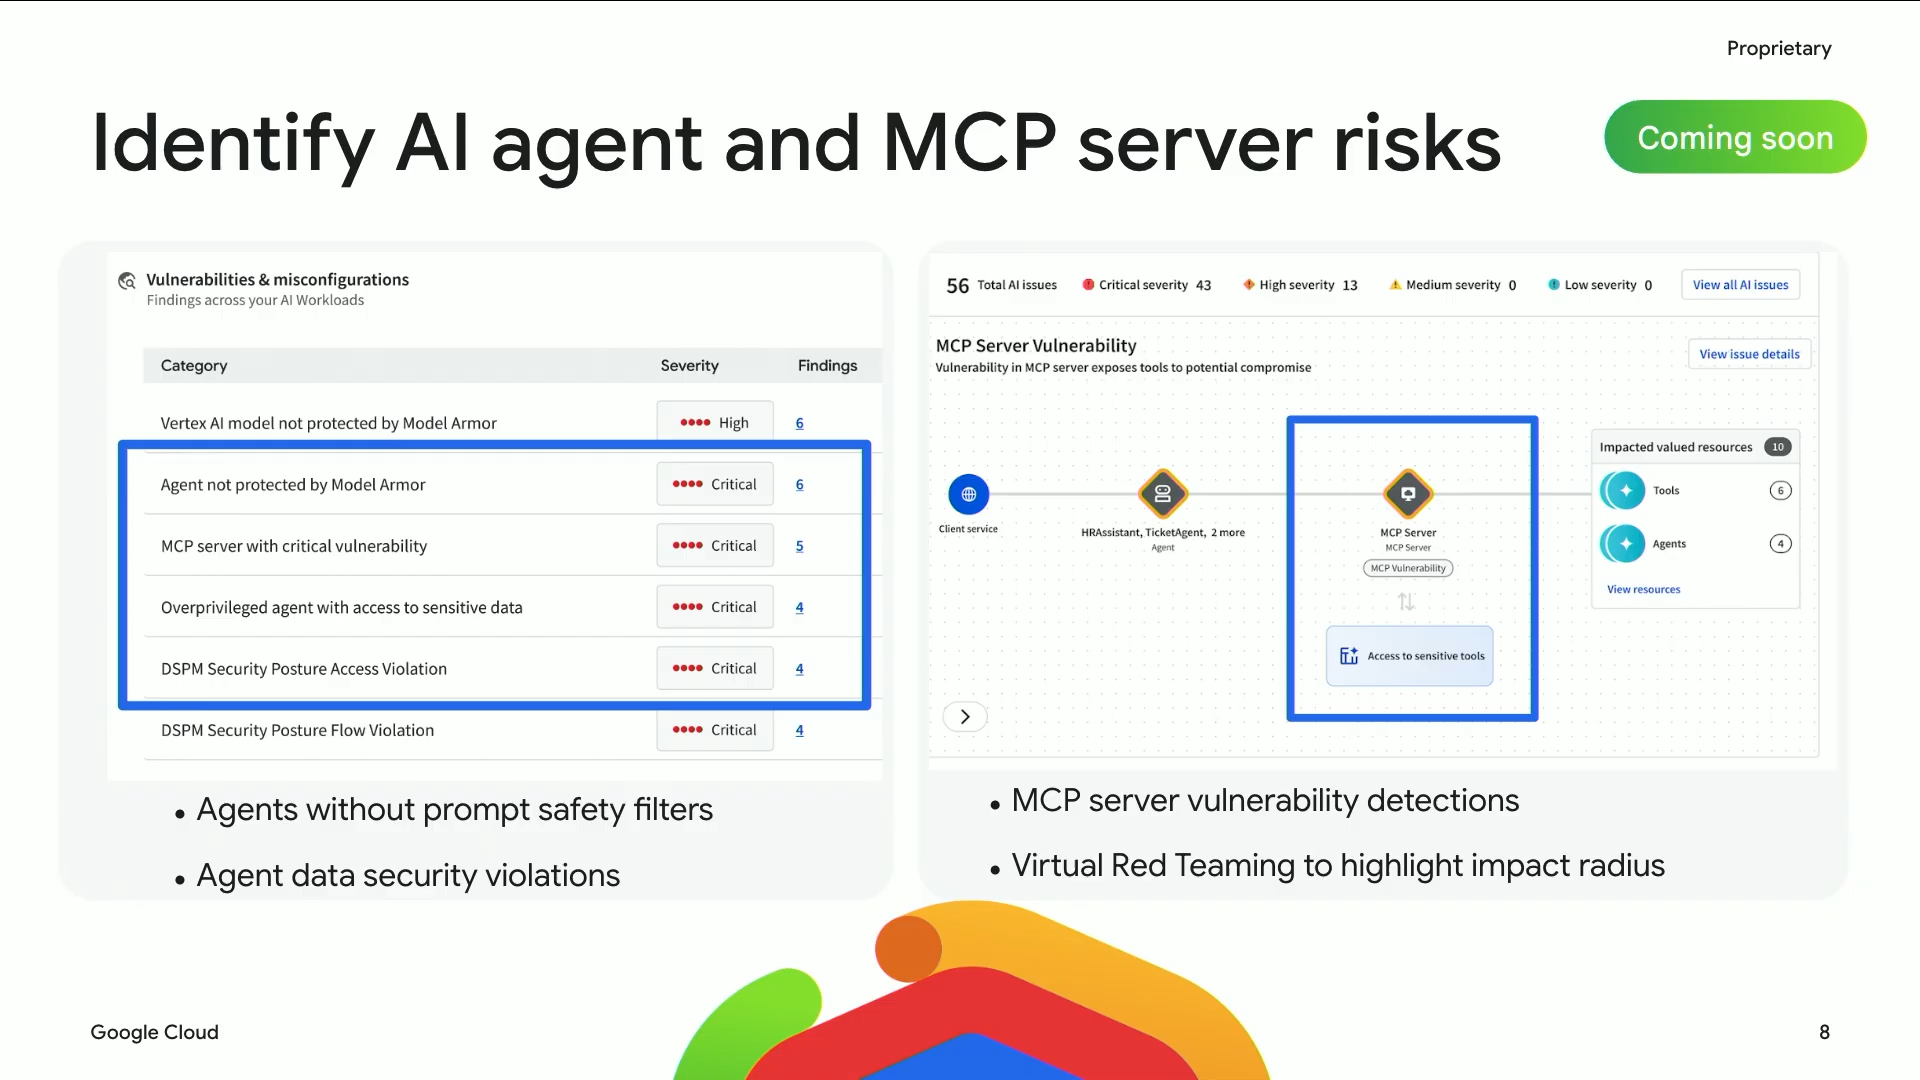 Proprietary
Identify AI agent and MCP server risks
Coming soon
Vulnerabilities & misconfigurations
Findings across your AI Workloads
Category Severity Findings
Vertex AI model not protected by Model Armor High 6
Agent not protected by Model Armor Critical 6
MCP server with critical vulnerability Critical 5
Overprivileged agent with access to sensitive data Critical 4
DSPM Security Posture Access Violation Critical 4
DSPM Security Posture Flow Violation Critical 4
• Agents without prompt safety filters
• Agent data security violations
56 Total AI issues Critical severity 43 High severity 13 Medium severity 0 Low severity 0 View all AI issues
MCP Server Vulnerability
Vulnerability in MCP server exposes tools to potential compromise
View issue details
Client service
HRAssistant, TicketAgent, 2 more
Agent
MCP Server
MCP Server
MCP Vulnerability
Access to sensitive tools
Impacted valued resources 10
Tools 6
Agents 4
View resources
• MCP server vulnerability detections
• Virtual Red Teaming to highlight impact radius
Google Cloud
8